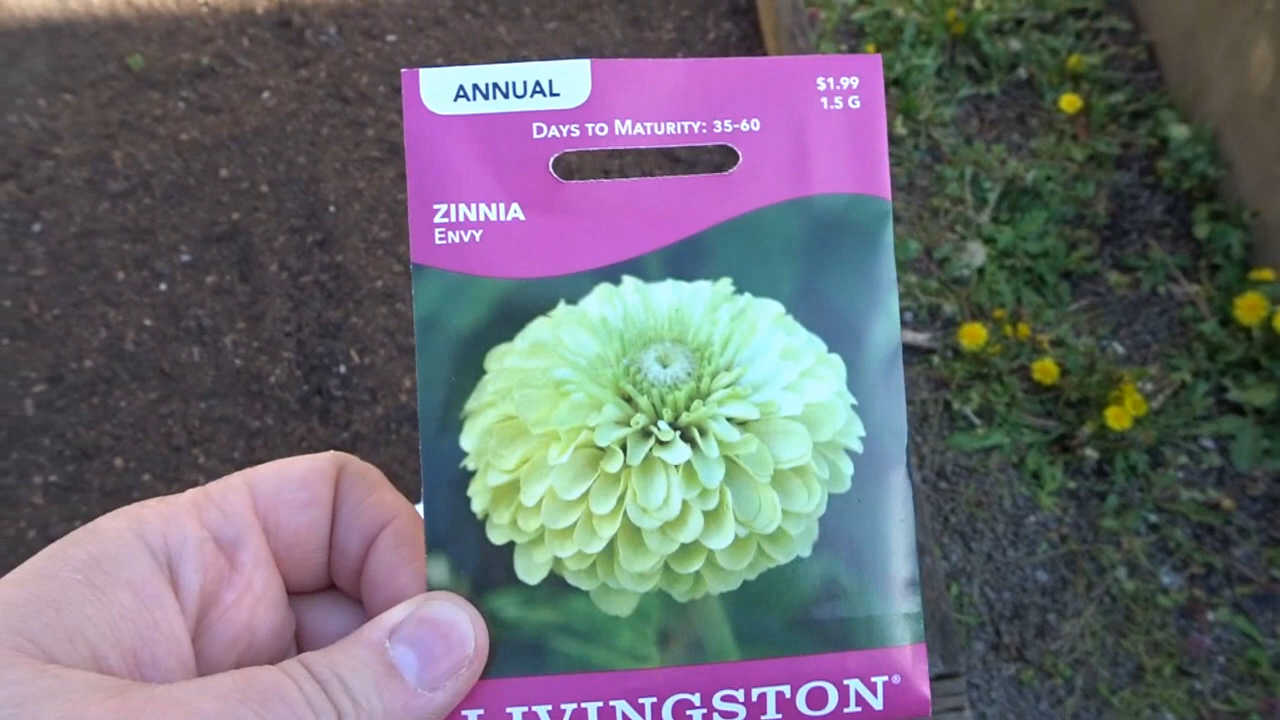 ANNUAL
$1.99
1.5 G
DAYS TO MATURITY: 35-60
ZINNIA
ENVY
LIVINGSTON®